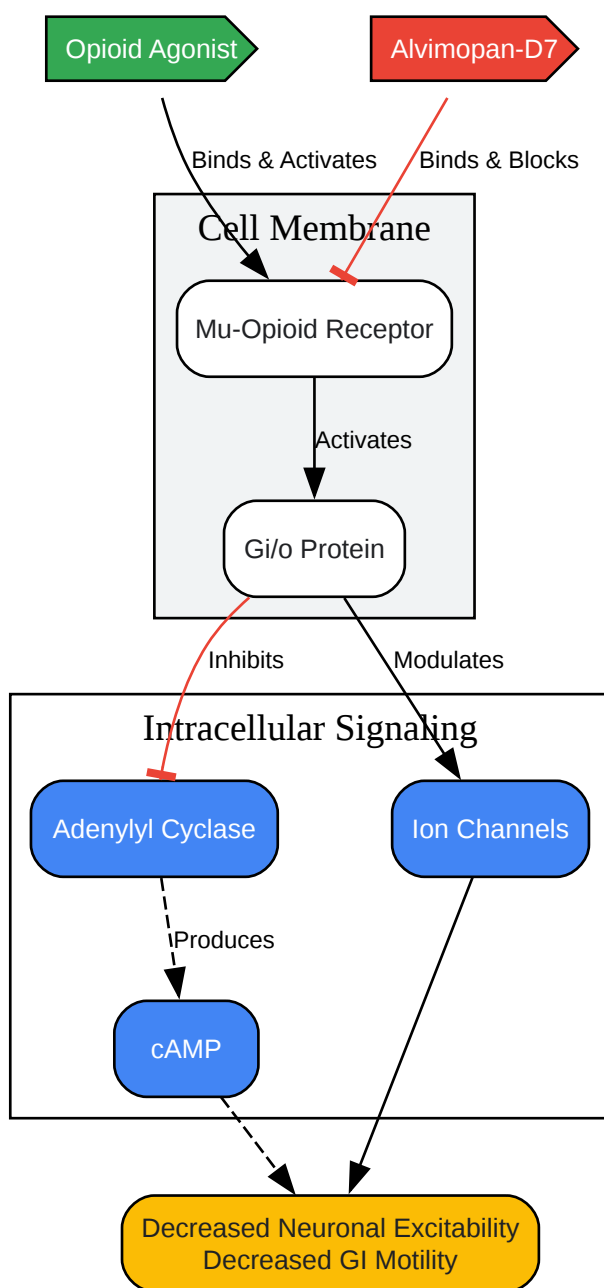 Opioid Agonist
Alvimopan-D7
Binds & Activates
Binds & Blocks
Cell Membrane
Mu-Opioid Receptor
Activates
Gi/o Protein
Inhibits
Modulates
Intracellular Signaling
Adenylyl Cyclase
Ion Channels
Produces
cAMP
Decreased Neuronal Excitability
Decreased GI Motility